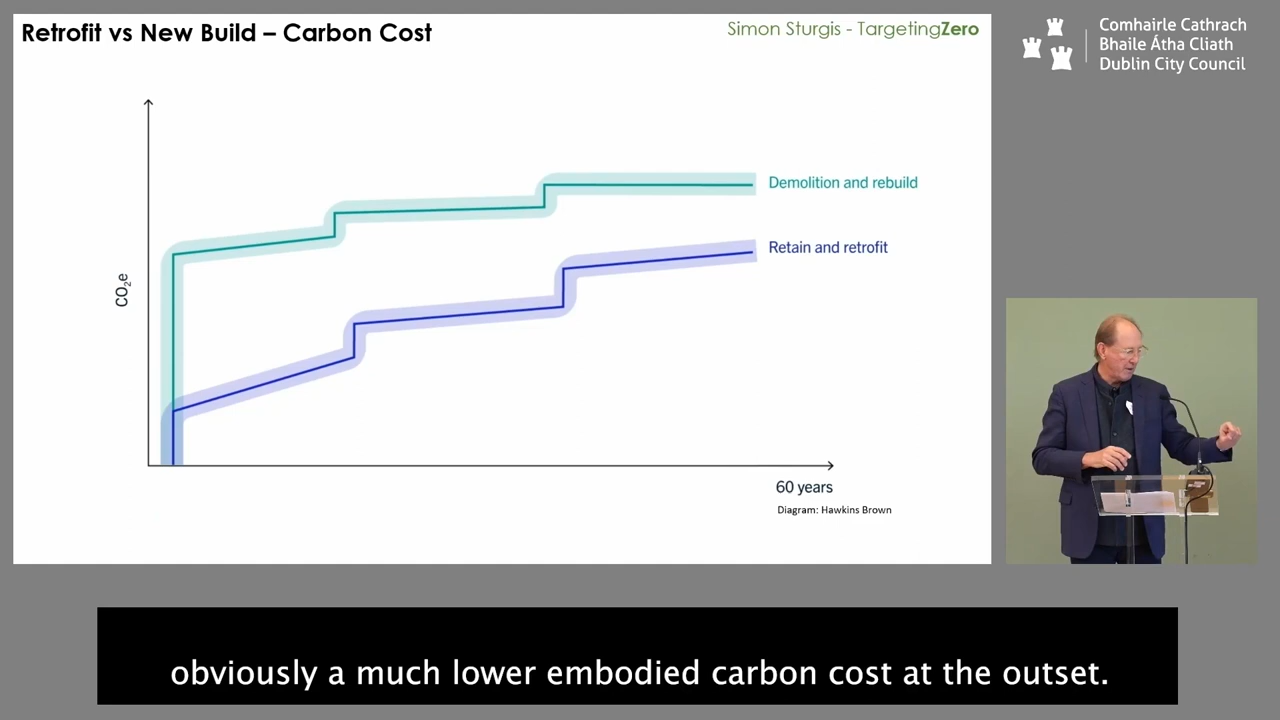 Retrofit vs New Build – Carbon Cost
Simon Sturgis - TargetingZero
Comhairle Cathrach
Bhaile Átha Cliath
Dublin City Council
Demolition and rebuild
Retain and retrofit
CO₂e
60 years
Diagram: Hawkins Brown
obviously a much lower embodied carbon cost at the outset.